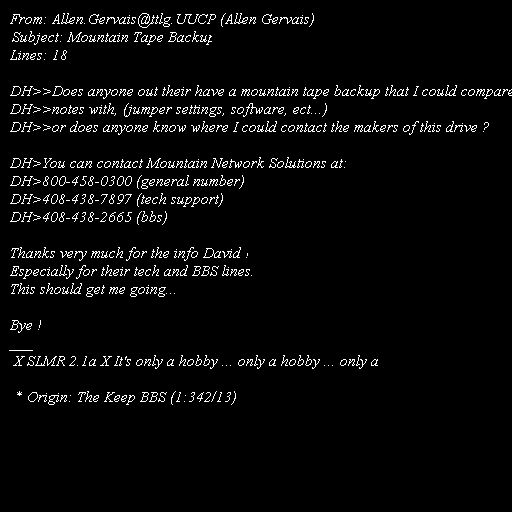 From: Allen.Gervais@ttlg.UUCP (Allen Gervais)
Subject: Mountain Tape Backup
Lines: 18
DH>>Does anyone out their have a mountain tape backup that I could compare
DH>>notes with, (jumper settings, software, ect...)
DH>>or does anyone know where I could contact the makers of this drive ?
DH>You can contact Mountain Network Solutions at:
DH>800-458-0300 (general number)
DH>408-438-7897 (tech support)
DH>408-438-2665 (bbs)
Thanks very much for the info David !
Especially for their tech and BBS lines.
This should get me going...
Bye !
___
X SLMR 2.1a X It's only a hobby ... only a hobby ... only a
* Origin: The Keep BBS (1:342/13)